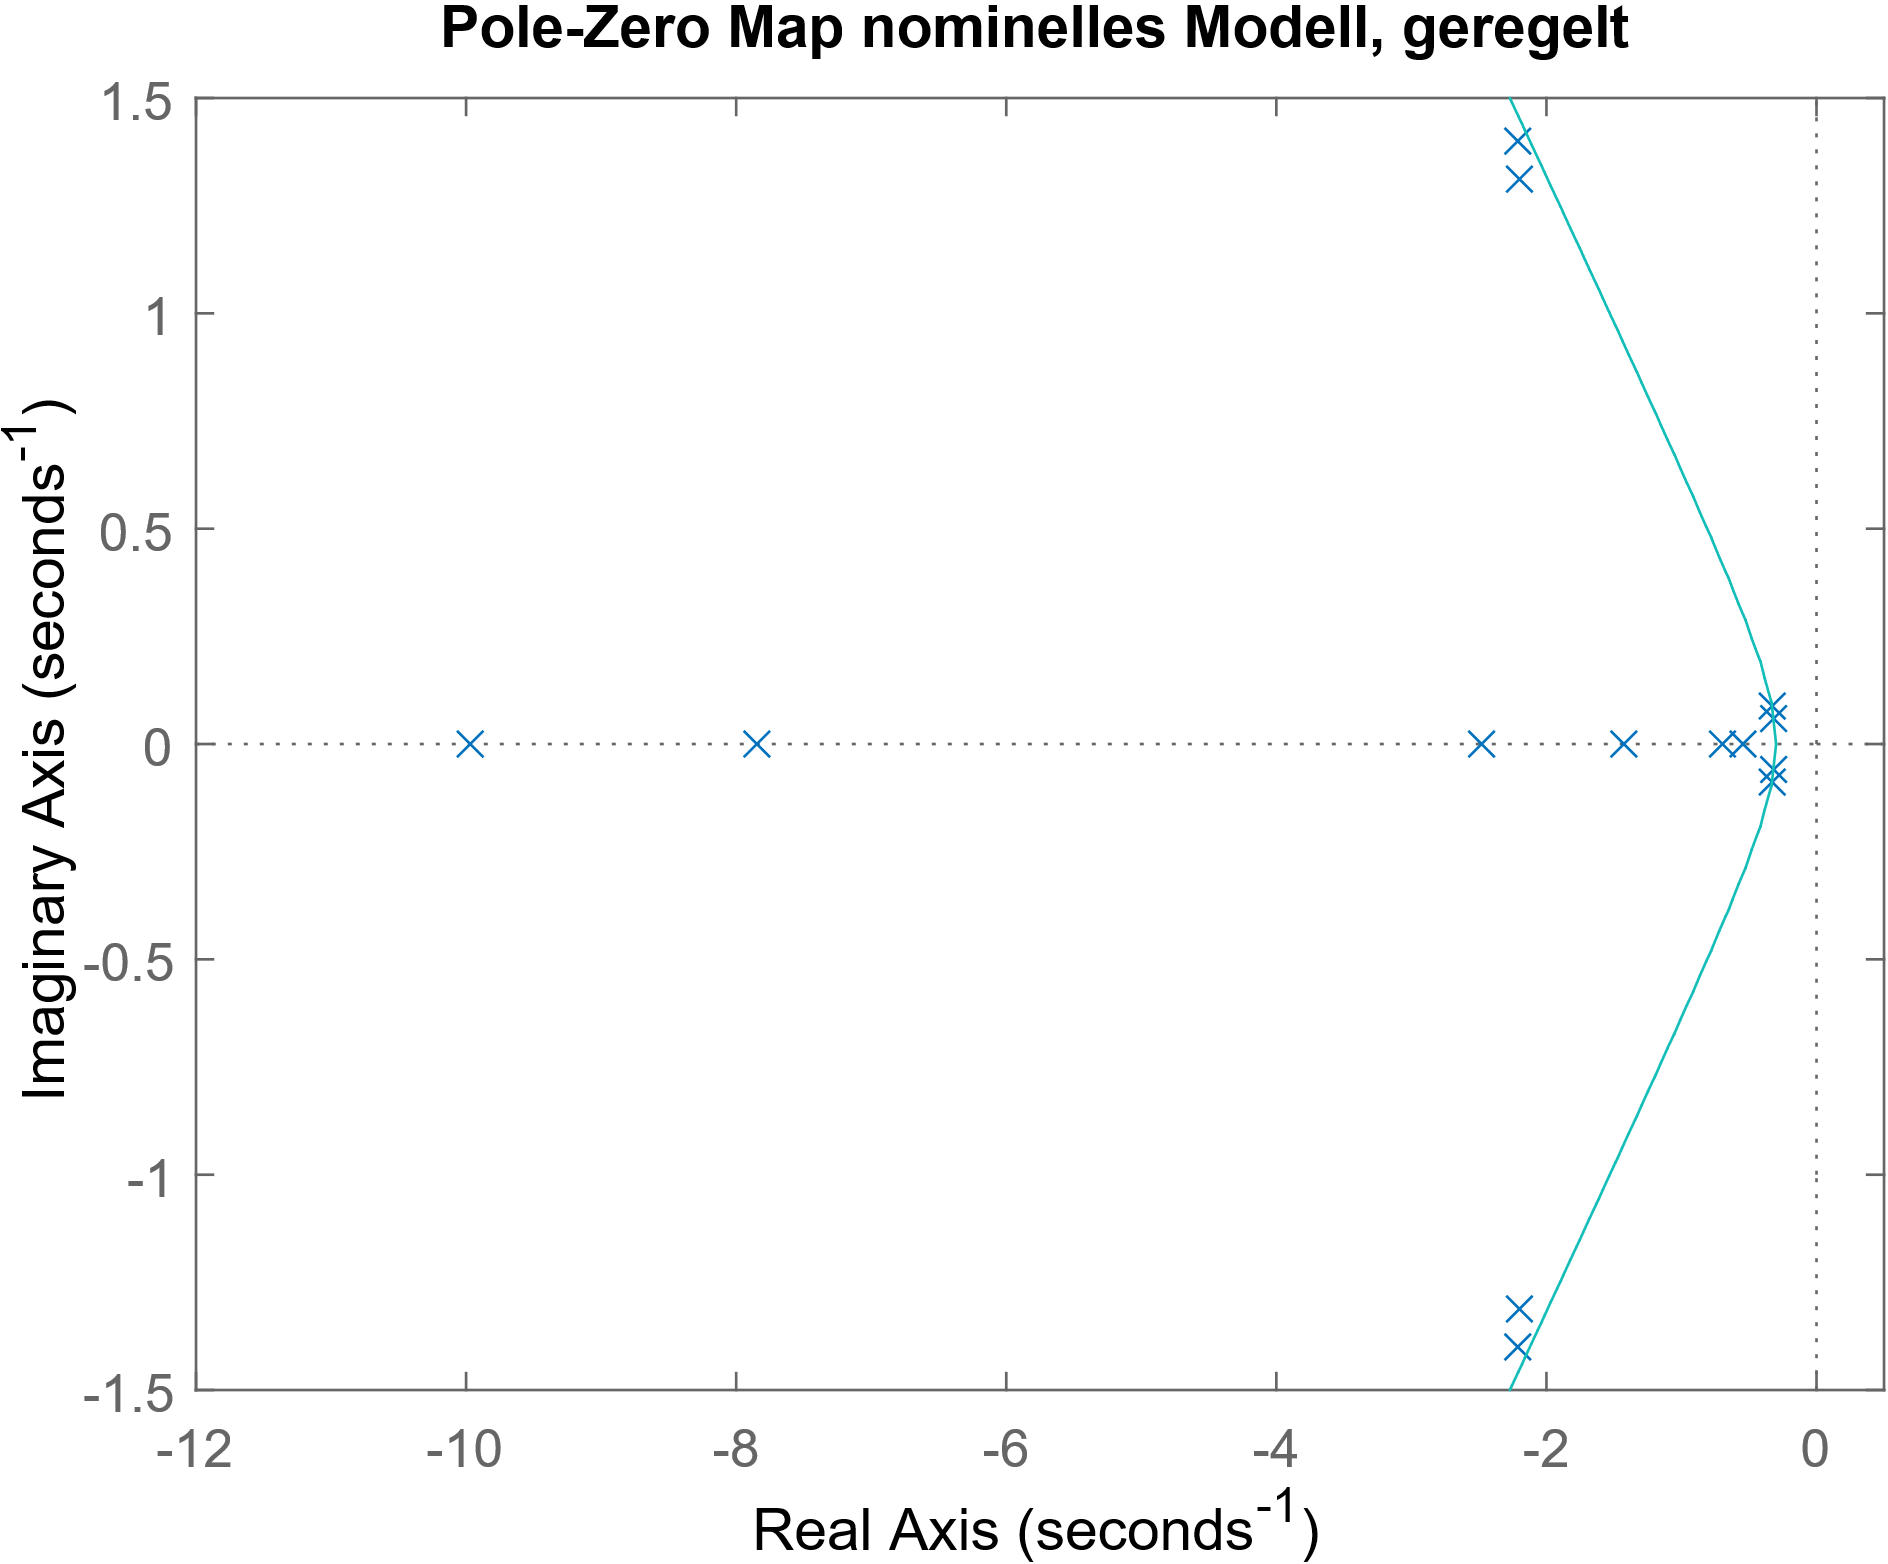 Pole-Zero Map nominelles Modell, geregelt
Imaginary Axis (seconds⁻¹)
1.5
1
0.5
0
-0.5
-1
-1.5
-12 -10 -8 -6 -4 -2 0
Real Axis (seconds⁻¹)